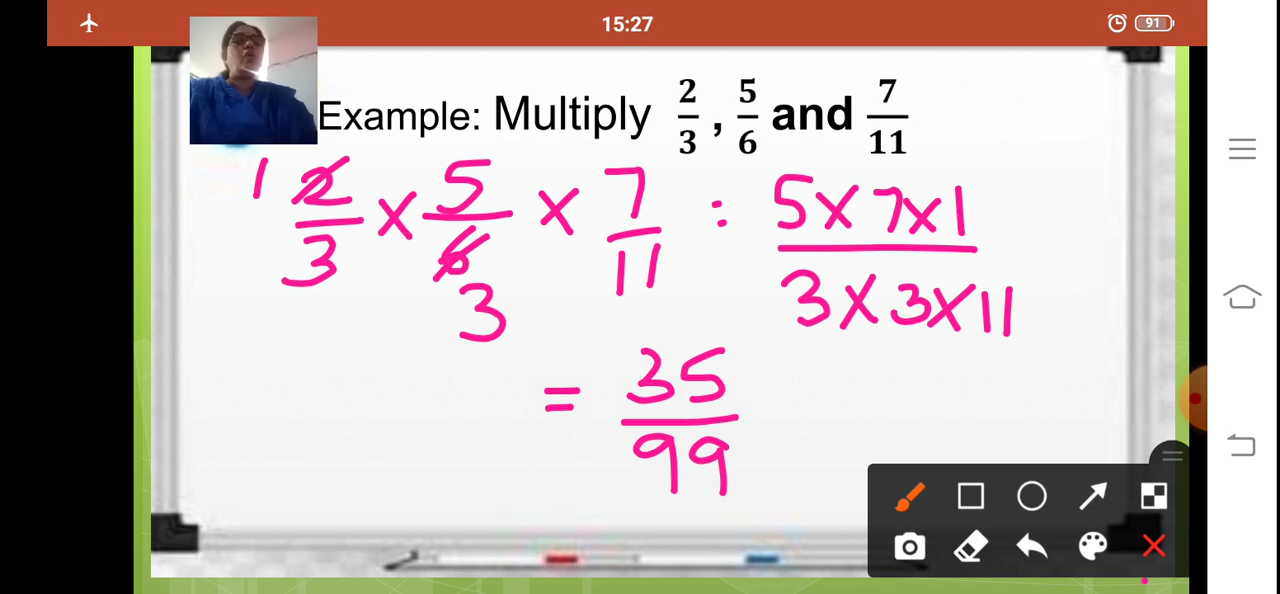 15:27
91
Example: Multiply 2/3 , 5/6 and 7/11
1 2/3 × 5/6 × 7/11 : 5×7×1/3×3×11
3
= 35/99